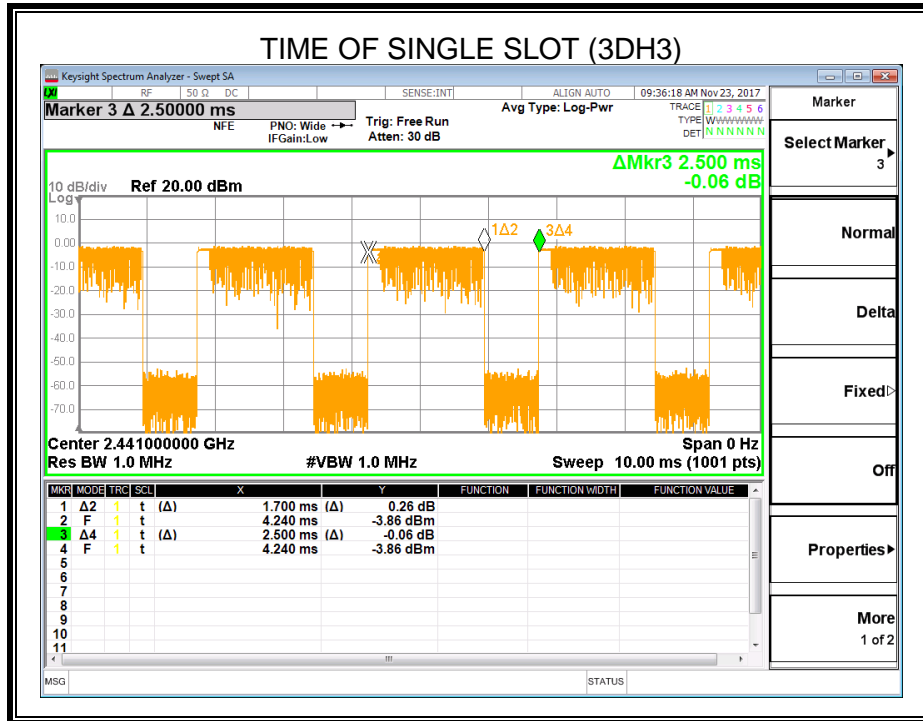 TIME OF SINGLE SLOT (3DH3)
Keysight Spectrum Analyzer - Swept SA
LXI RF 50 Ω DC SENSE:INT ALIGN AUTO 09:36:18 AM Nov 23, 2017
Marker 3 Δ 2.50000 ms
NFE
PNO: Wide
IFGain:Low
Trig: Free Run
Atten: 30 dB
Avg Type: Log-Pwr
TRACE 1 2 3 4 5 6
TYPE WWWWWW
DET N N N N N N
ΔMkr3 2.500 ms
-0.06 dB
10 dB/div Ref 20.00 dBm
Log
10.0
0.00
-10.0
-20.0
-30.0
-40.0
-50.0
-60.0
-70.0
1Δ2
3Δ4
Center 2.441000000 GHz Span 0 Hz
Res BW 1.0 MHz #VBW 1.0 MHz Sweep 10.00 ms (1001 pts)
MKR MODE TRC SCL X Y FUNCTION FUNCTION WIDTH FUNCTION VALUE
1 Δ2 1 t (Δ) 1.700 ms (Δ) 0.26 dB
2 F 1 t 4.240 ms -3.86 dBm
3 Δ4 1 t (Δ) 2.500 ms (Δ) -0.06 dB
4 F 1 t 4.240 ms -3.86 dBm
5
6
7
8
9
10
11
MSG STATUS
Marker
Select Marker
3
Normal
Delta
Fixed
Off
Properties
More
1 of 2